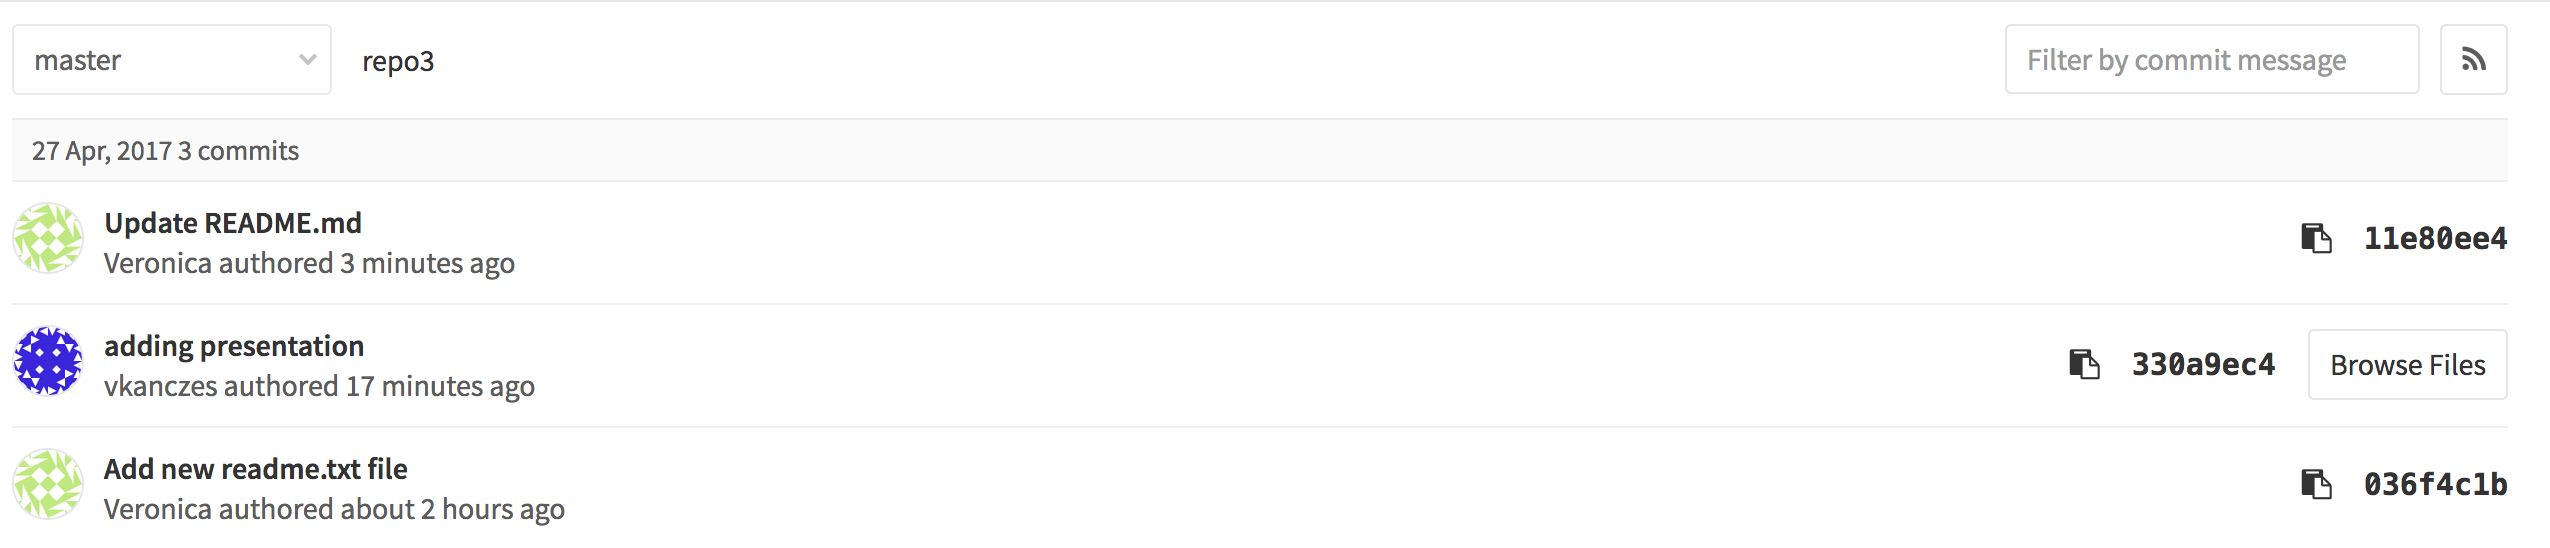 master
repo3
Filter by commit message
27 Apr, 2017 3 commits
Update README.md
Veronica authored 3 minutes ago
11e80ee4
adding presentation
vkanczes authored 17 minutes ago
330a9ec4
Browse Files
Add new readme.txt file
Veronica authored about 2 hours ago
036f4c1b